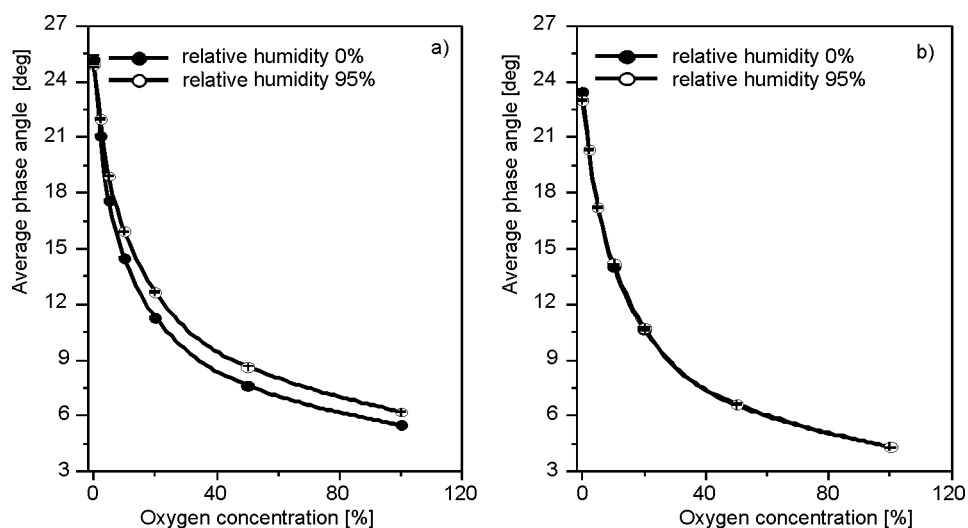 27
24
21
18
15
12
9
6
3
Average phase angle [deg]
relative humidity 0%
relative humidity 95%
a)
0
40
80
120
Oxygen concentration [%]
27
24
21
18
15
12
9
6
3
Average phase angle [deg]
relative humidity 0%
relative humidity 95%
b)
0
40
80
120
Oxygen concentration [%]